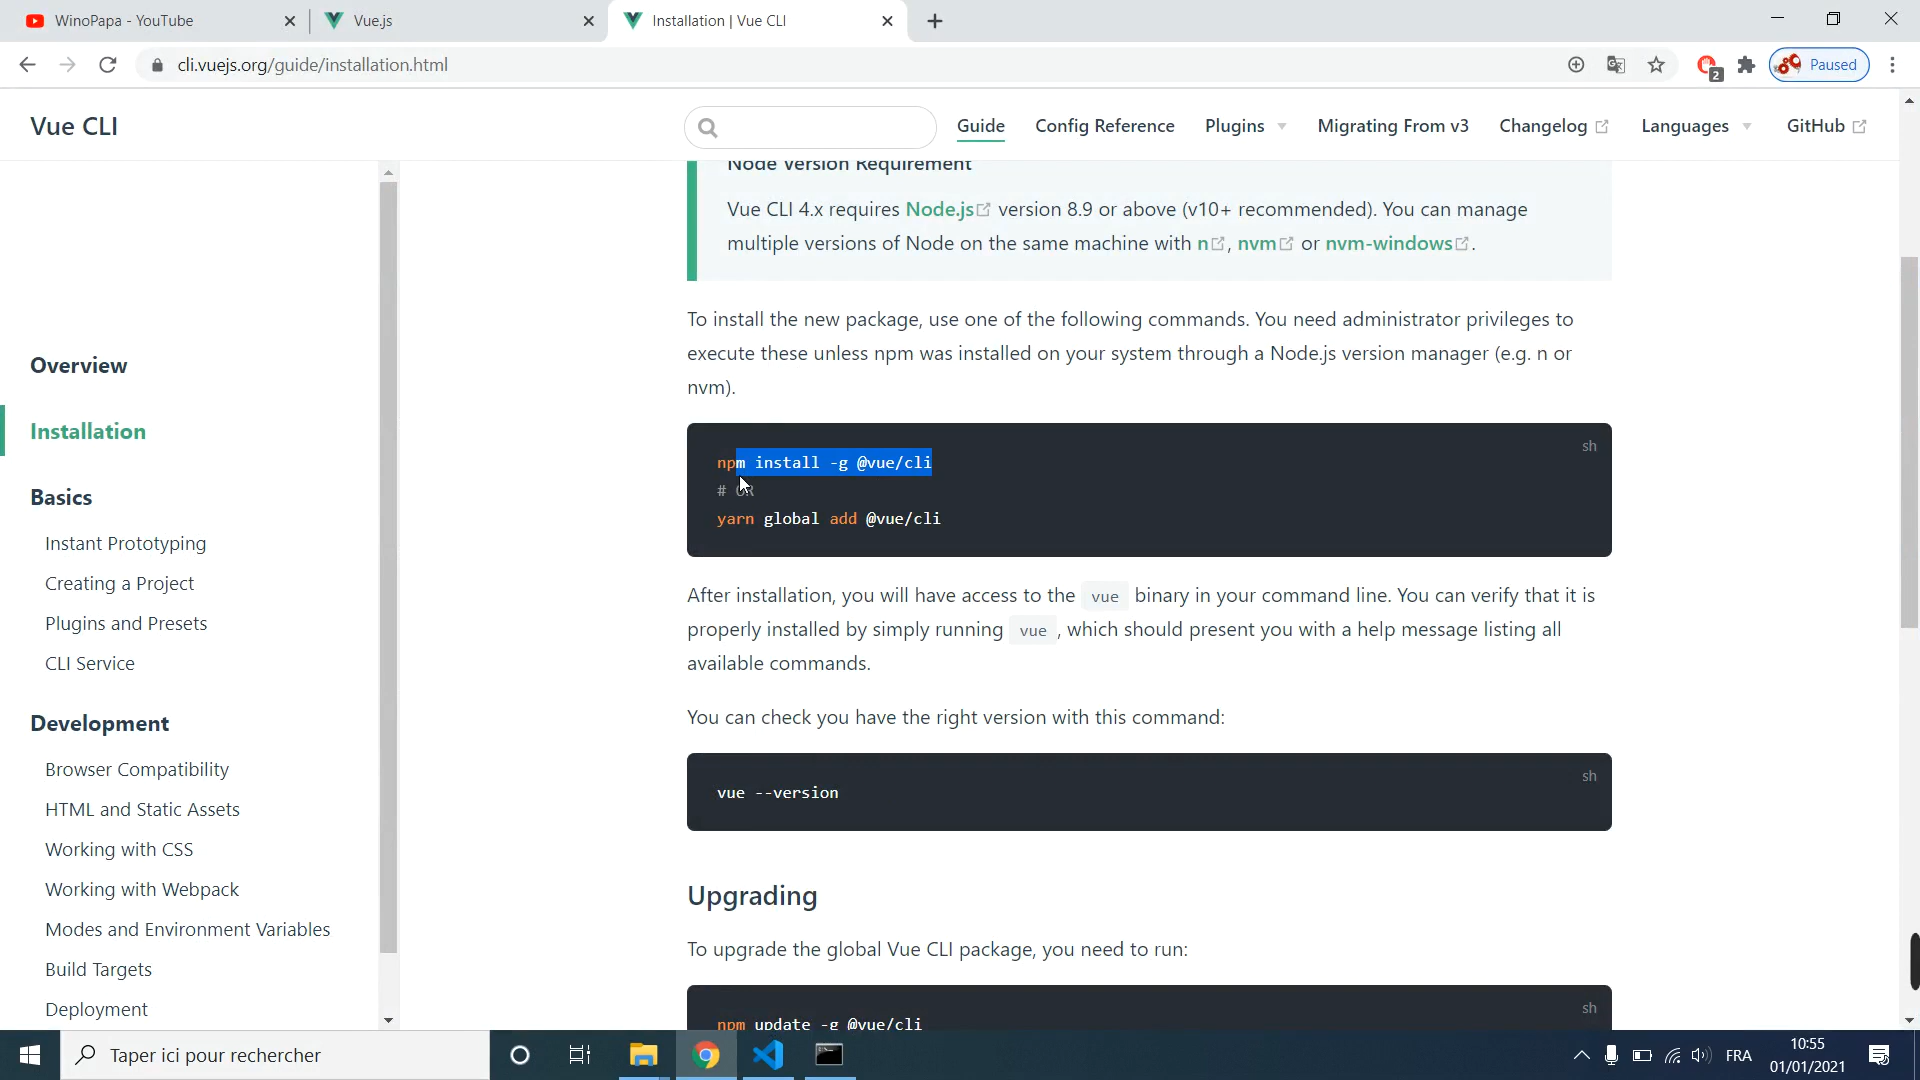 WinoPapa - YouTube
Vue.js
Installation | Vue CLI
cli.vuejs.org/guide/installation.html
2
Paused
Vue CLI
Guide
Config Reference
Plugins
Migrating From v3
Changelog
Languages
GitHub
Overview
Installation
Basics
Instant Prototyping
Creating a Project
Plugins and Presets
CLI Service
Development
Browser Compatibility
HTML and Static Assets
Working with CSS
Working with Webpack
Modes and Environment Variables
Build Targets
Deployment
Node Version Requirement
Vue CLI 4.x requires Node.js version 8.9 or above (v10+ recommended). You can manage
multiple versions of Node on the same machine with n, nvm or nvm-windows.
To install the new package, use one of the following commands. You need administrator privileges to
execute these unless npm was installed on your system through a Node.js version manager (e.g. n or
nvm).
sh
npm install -g @vue/cli
# OR
yarn global add @vue/cli
After installation, you will have access to the vue binary in your command line. You can verify that it is
properly installed by simply running vue, which should present you with a help message listing all
available commands.
You can check you have the right version with this command:
sh
vue --version
Upgrading
To upgrade the global Vue CLI package, you need to run:
sh
npm update -g @vue/cli
Taper ici pour rechercher
FRA
10:55
01/01/2021